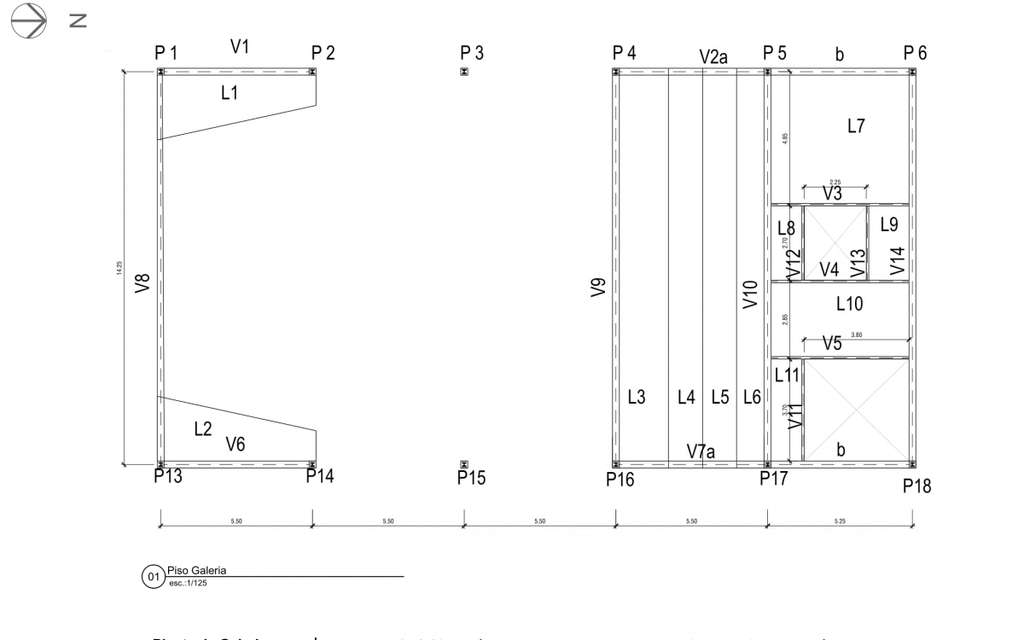 N
P 1
V1
P 2
P 3
P 4
V2a
P 5
b
P 6
L1
L7
4.85
2.25
V3
L8
L9
2.70
V12
V4
V13
V14
14.25
V8
V9
V10
L10
2.85
3.80
V5
L11
L3
L4
L5
L6
3.70
V11
L2
V6
V7a
b
P13
P14
P15
P16
P17
P18
5.50
5.50
5.50
5.50
5.25
01
Piso Galeria
esc.:1/125